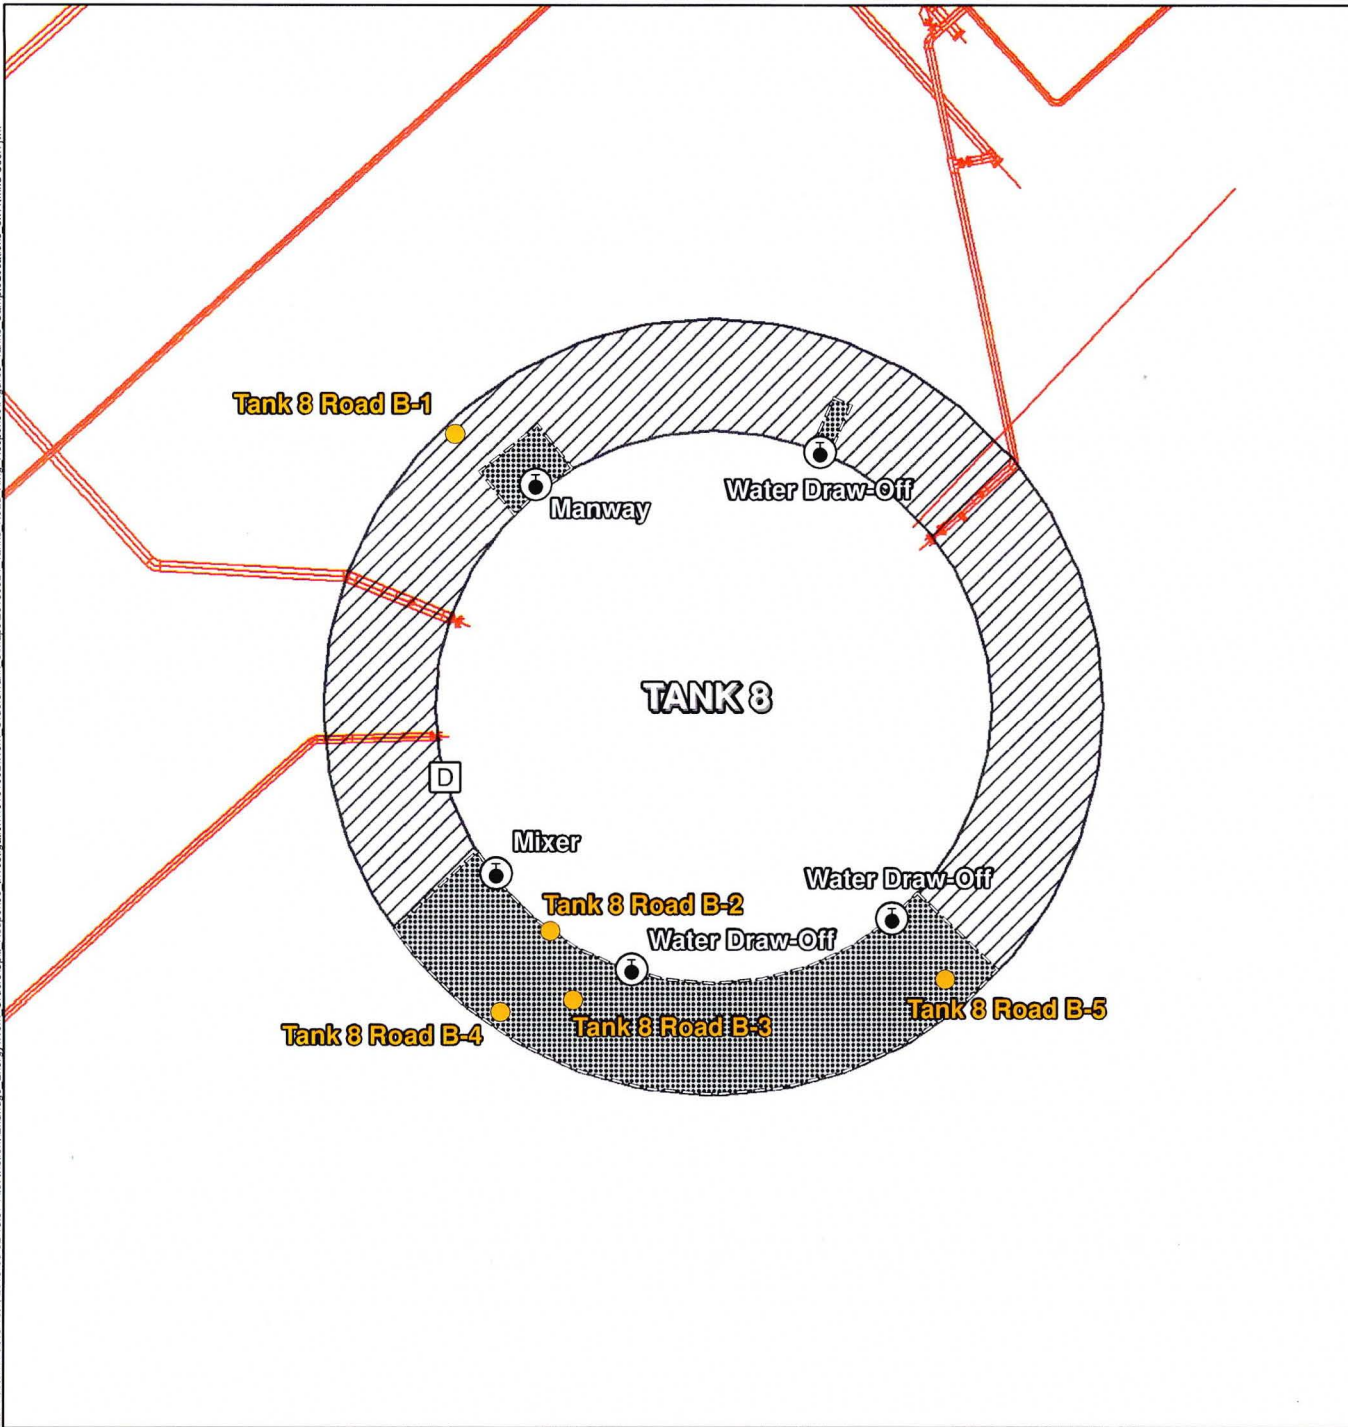 Tank 8 Road B-1
Water Draw-Off
Manway
TANK 8
D
Mixer
Water Draw-Off
Tank 8 Road B-2
Water Draw-Off
Tank 8 Road B-5
Tank 8 Road B-3
Tank 8 Road B-4